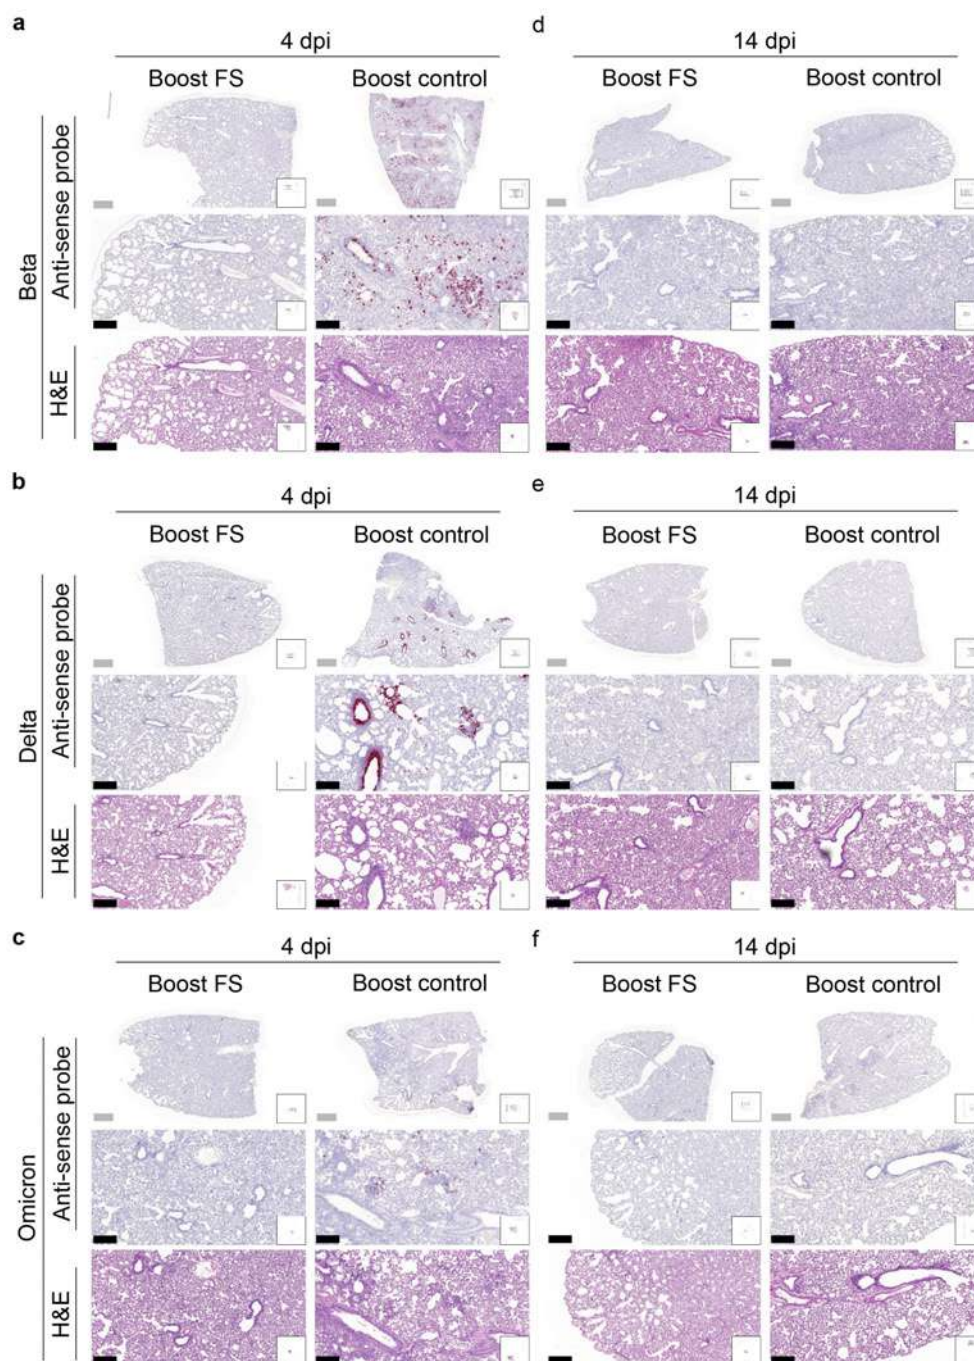 a
4 dpi
Boost FS
Boost control
Beta
Anti-sense probe
H&E
d
14 dpi
Boost FS
Boost control
b
4 dpi
Boost FS
Boost control
Delta
Anti-sense probe
H&E
e
14 dpi
Boost FS
Boost control
c
4 dpi
Boost FS
Boost control
Omicron
Anti-sense probe
H&E
f
14 dpi
Boost FS
Boost control